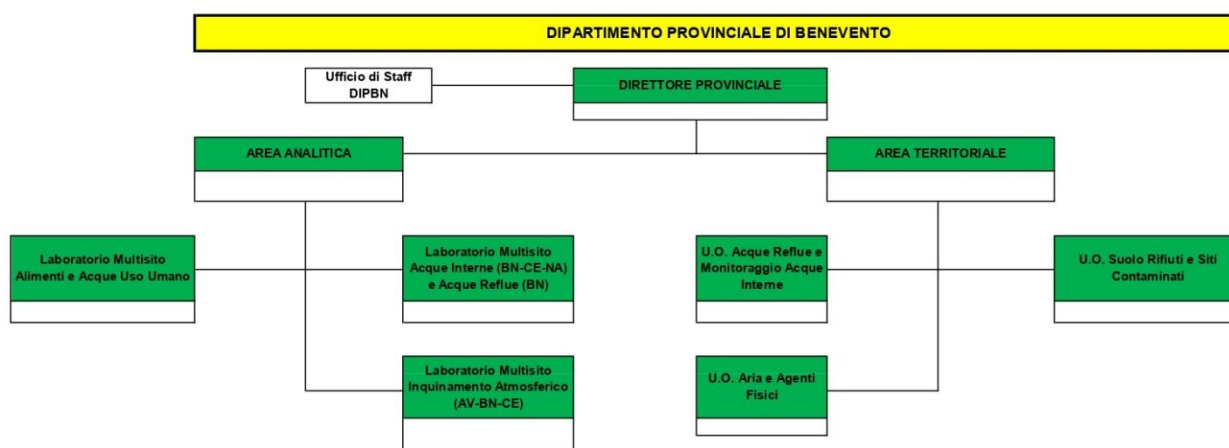 DIPARTIMENTO PROVINCIALE DI BENEVENTO
Ufficio di Staff
DIPBN
DIRETTORE PROVINCIALE
AREA ANALITICA
AREA TERRITORIALE
Laboratorio Multisito
Alimenti e Acque Uso Umano
Laboratorio Multisito
Acque Interne (BN-CE-NA)
e Acque Reflue (BN)
U.O. Acque Reflue e
Monitoraggio Acque
Interne
U.O. Suolo Rifiuti e Siti
Contaminati
Laboratorio Multisito
Inquinamento Atmosferico
(AV-BN-CE)
U.O. Aria e Agenti
Fisici